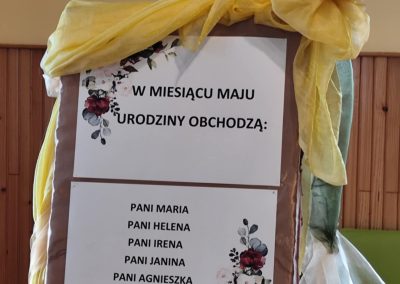 W MIESIĄCU MAJU
URODZINY OBCHODZĄ:
PANI MARIA
PANI HELENA
PANI IRENA
PANI JANINA
PANI AGNIESZKA